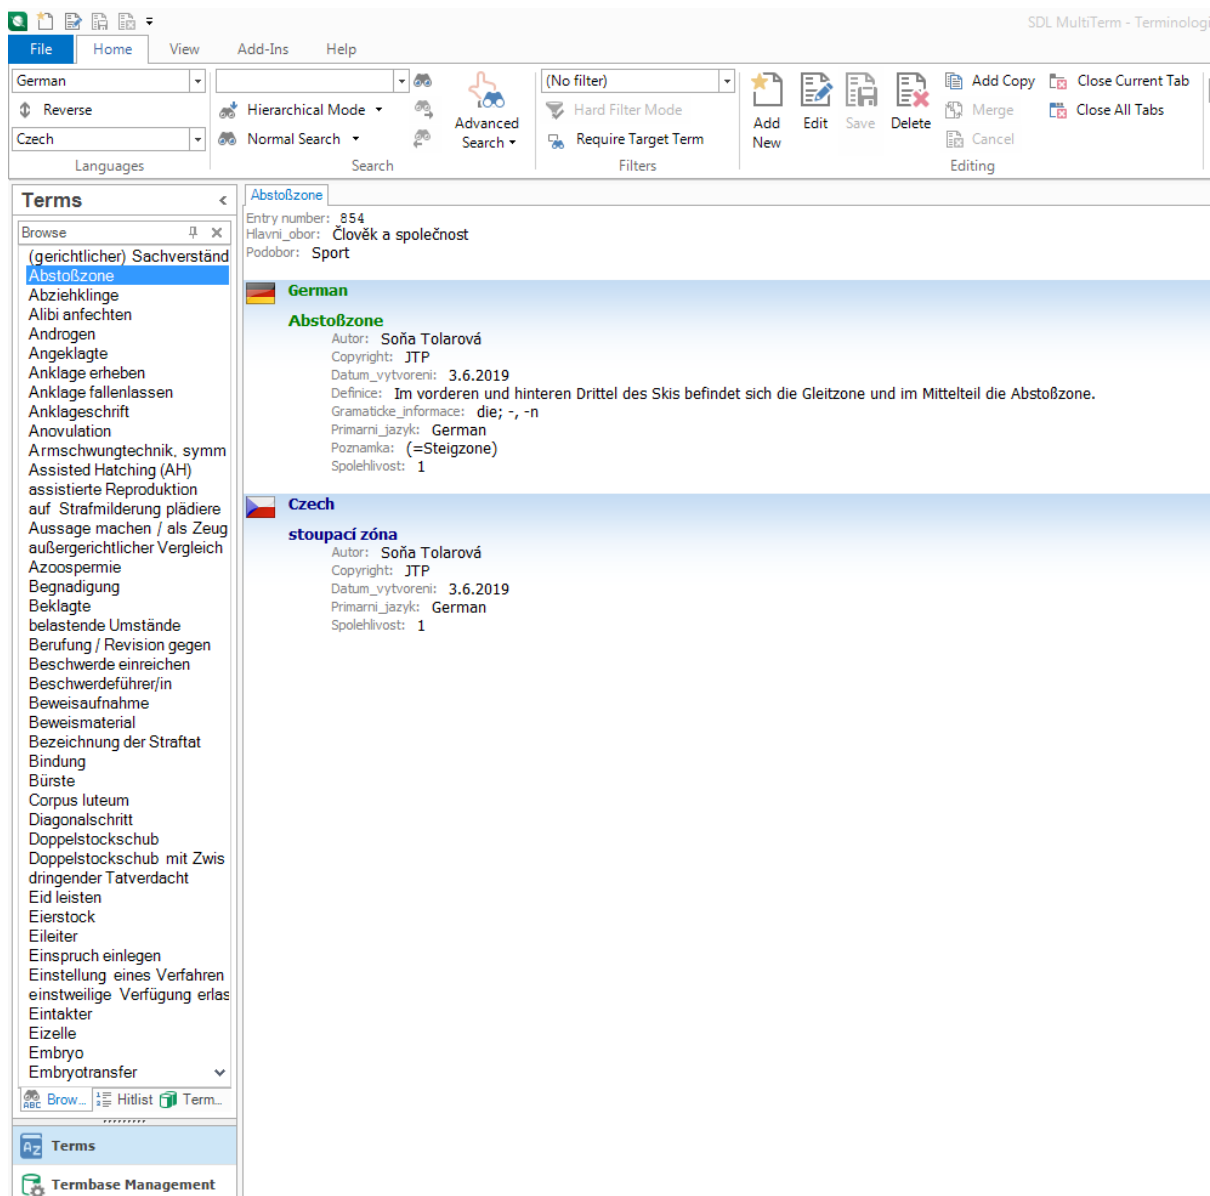 SDL MultiTerm - Terminologi
File Home View Add-Ins Help
German (No filter) Add Copy Close Current Tab
Reverse Hierarchical Mode Hard Filter Mode Merge Close All Tabs
Czech Normal Search Advanced Search Require Target Term Add New Edit Save Delete Cancel
Languages Search Filters Editing
Terms
Browse
(gerichtlicher) Sachverständ
Abstoßzone
Abziehklinge
Alibi anfechten
Androgen
Angeklagte
Anklage erheben
Anklage fallenlassen
Anklageschrift
Anovulation
Armschwungtechnik, symm
Assisted Hatching (AH)
assistierte Reproduktion
auf Strafmilderung plädiere
Aussage machen / als Zeug
außergerichtlicher Vergleich
Azoospermie
Begnadigung
Beklagte
belastende Umstände
Berufung / Revision gegen
Beschwerde einreichen
Beschwerdeführer/in
Beweisaufnahme
Beweismaterial
Bezeichnung der Straftat
Bindung
Bürste
Corpus luteum
Diagonalschritt
Doppelstockschub
Doppelstockschub mit Zwis
dringender Tatverdacht
Eid leisten
Eierstock
Eileiter
Einspruch einlegen
Einstellung eines Verfahren
einstweilige Verfügung erlas
Eintakter
Eizelle
Embryo
Embryotransfer
ABC Brow... Hitlist Term...
AZ Terms
Termbase Management
Abstoßzone
Entry number: 854
Hlavni_obor: Člověk a společnost
Podobor: Sport
German
Abstoßzone
Autor: Soňa Tolarová
Copyright: JTP
Datum_vytvoreni: 3.6.2019
Definice: Im vorderen und hinteren Drittel des Skis befindet sich die Gleitzone und im Mittelteil die Abstoßzone.
Gramaticke_informace: die; -, -n
Primarni_jazyk: German
Poznamka: (=Steigzone)
Spolehlivost: 1
Czech
stoupací zóna
Autor: Soňa Tolarová
Copyright: JTP
Datum_vytvoreni: 3.6.2019
Primarni_jazyk: German
Spolehlivost: 1